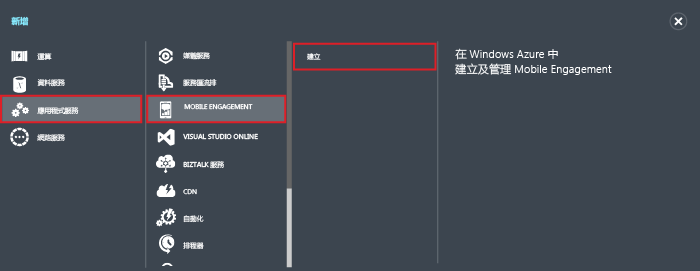 新增
運算
資料服務
應用程式服務
網路服務
媒體服務
服務匯流排
MOBILE ENGAGEMENT
VISUAL STUDIO ONLINE
BIZTALK 服務
CDN
自動化
排程器
建立
在 Windows Azure 中
建立及管理 Mobile Engagement